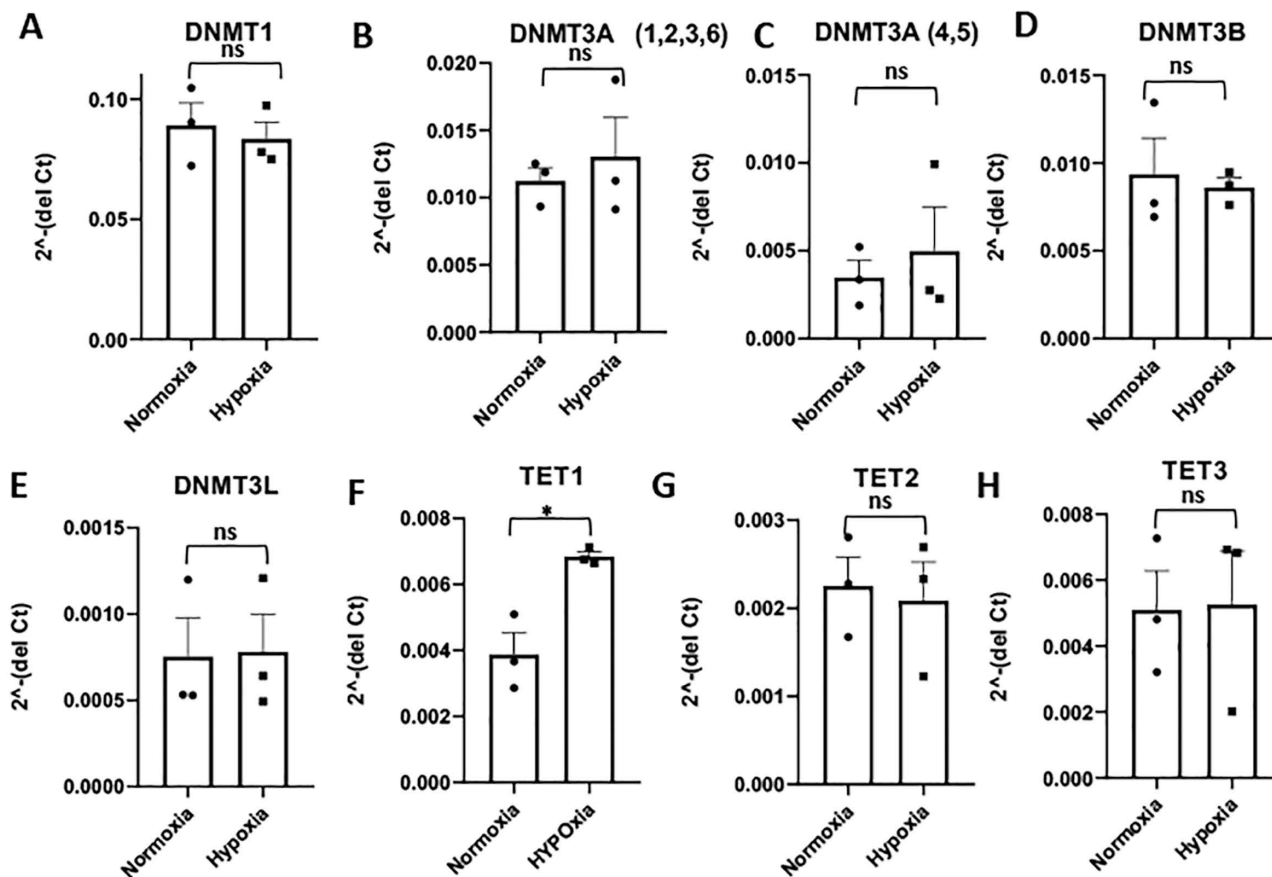 A
DNMT1
ns
2^-(del Ct)
0.10
0.05
0.00
Normoxia
Hypoxia
B
DNMT3A (1,2,3,6)
ns
2^-(del Ct)
0.020
0.015
0.010
0.005
0.000
Normoxia
Hypoxia
C
DNMT3A (4,5)
ns
2^-(del Ct)
0.015
0.010
0.005
0.000
Normoxia
Hypoxia
D
DNMT3B
ns
2^-(del Ct)
0.015
0.010
0.005
0.000
Normoxia
Hypoxia
E
DNMT3L
ns
2^-(del Ct)
0.0015
0.0010
0.0005
0.0000
Normoxia
Hypoxia
F
TET1
*
2^-(del Ct)
0.008
0.006
0.004
0.002
0.000
Normoxia
HYPOxia
G
TET2
ns
2^-(del Ct)
0.003
0.002
0.001
0.000
Normoxia
Hypoxia
H
TET3
ns
2^-(del Ct)
0.008
0.006
0.004
0.002
0.000
Normoxia
Hypoxia